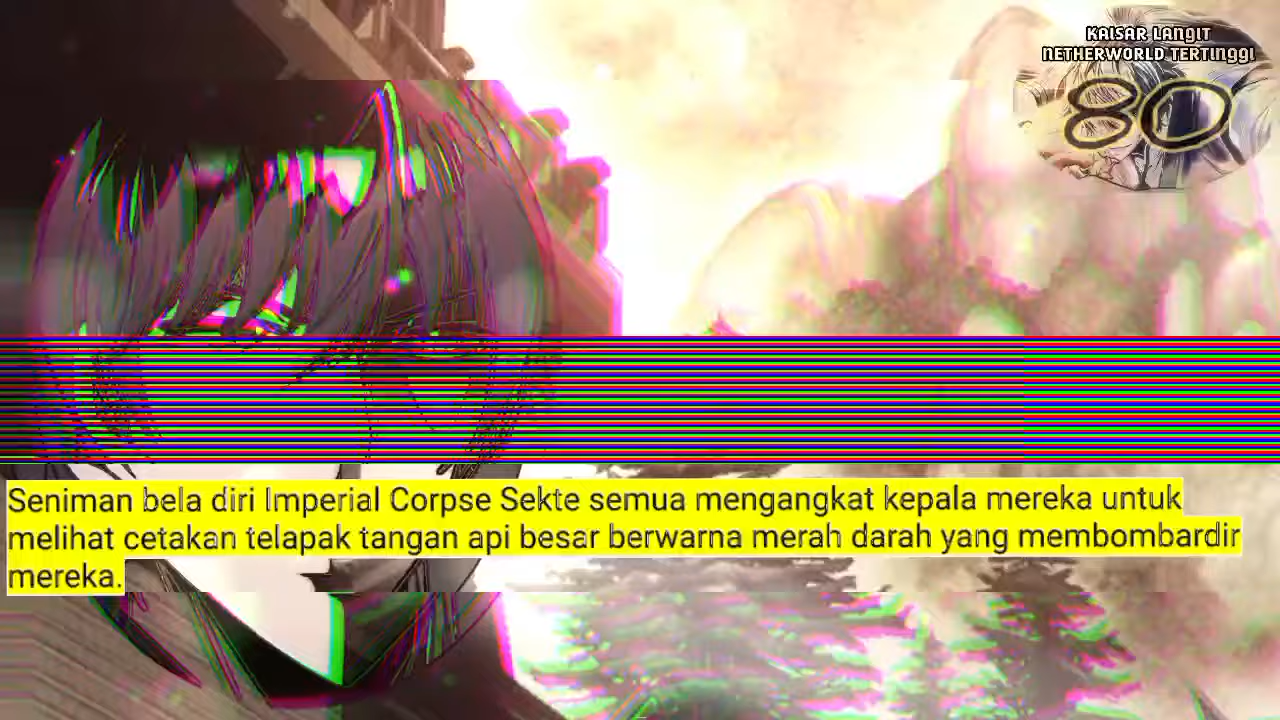 KAISAR LANGIT
NETHERWORLD TERTINGGI
80
Seniman bela diri Imperial Corpse Sekte semua mengangkat kepala mereka untuk
melihat cetakan telapak tangan api besar berwarna merah darah yang membombardir
mereka.